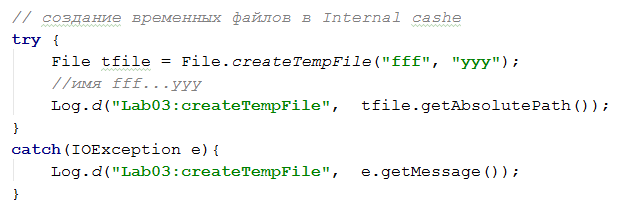 // создание временных файлов в Internal cashe
try {
    File tfile = File.createTempFile("fff", "yyy");
    //имя fff...yyy
    Log.d("Lab03:createTempFile",  tfile.getAbsolutePath());
}
catch(IOException e){
    Log.d("Lab03:createTempFile",  e.getMessage());
}